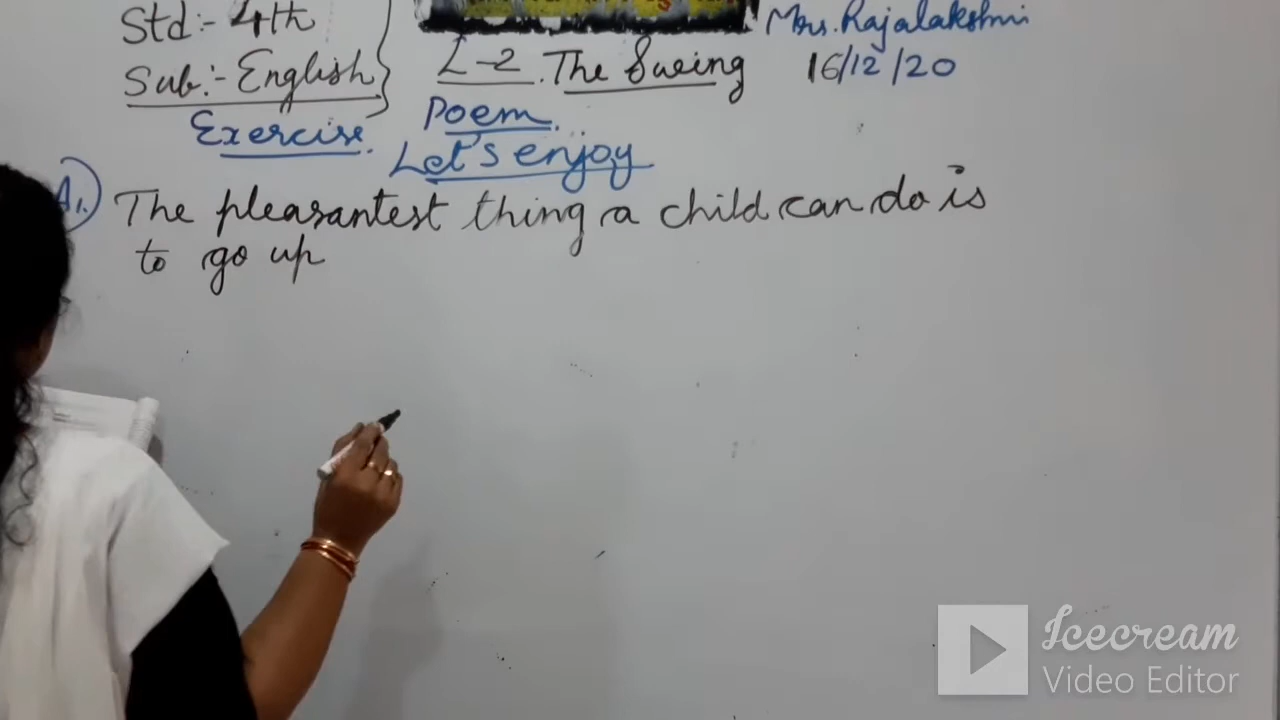 Std:- 4th
Mrs. Rajalakshmi
Sub:- English
L-2. The Swing
16/12/20
Exercise.
Poem.
Let's enjoy
A1.) The pleasantest thing a child can do is
to go up
Icecream
Video Editor